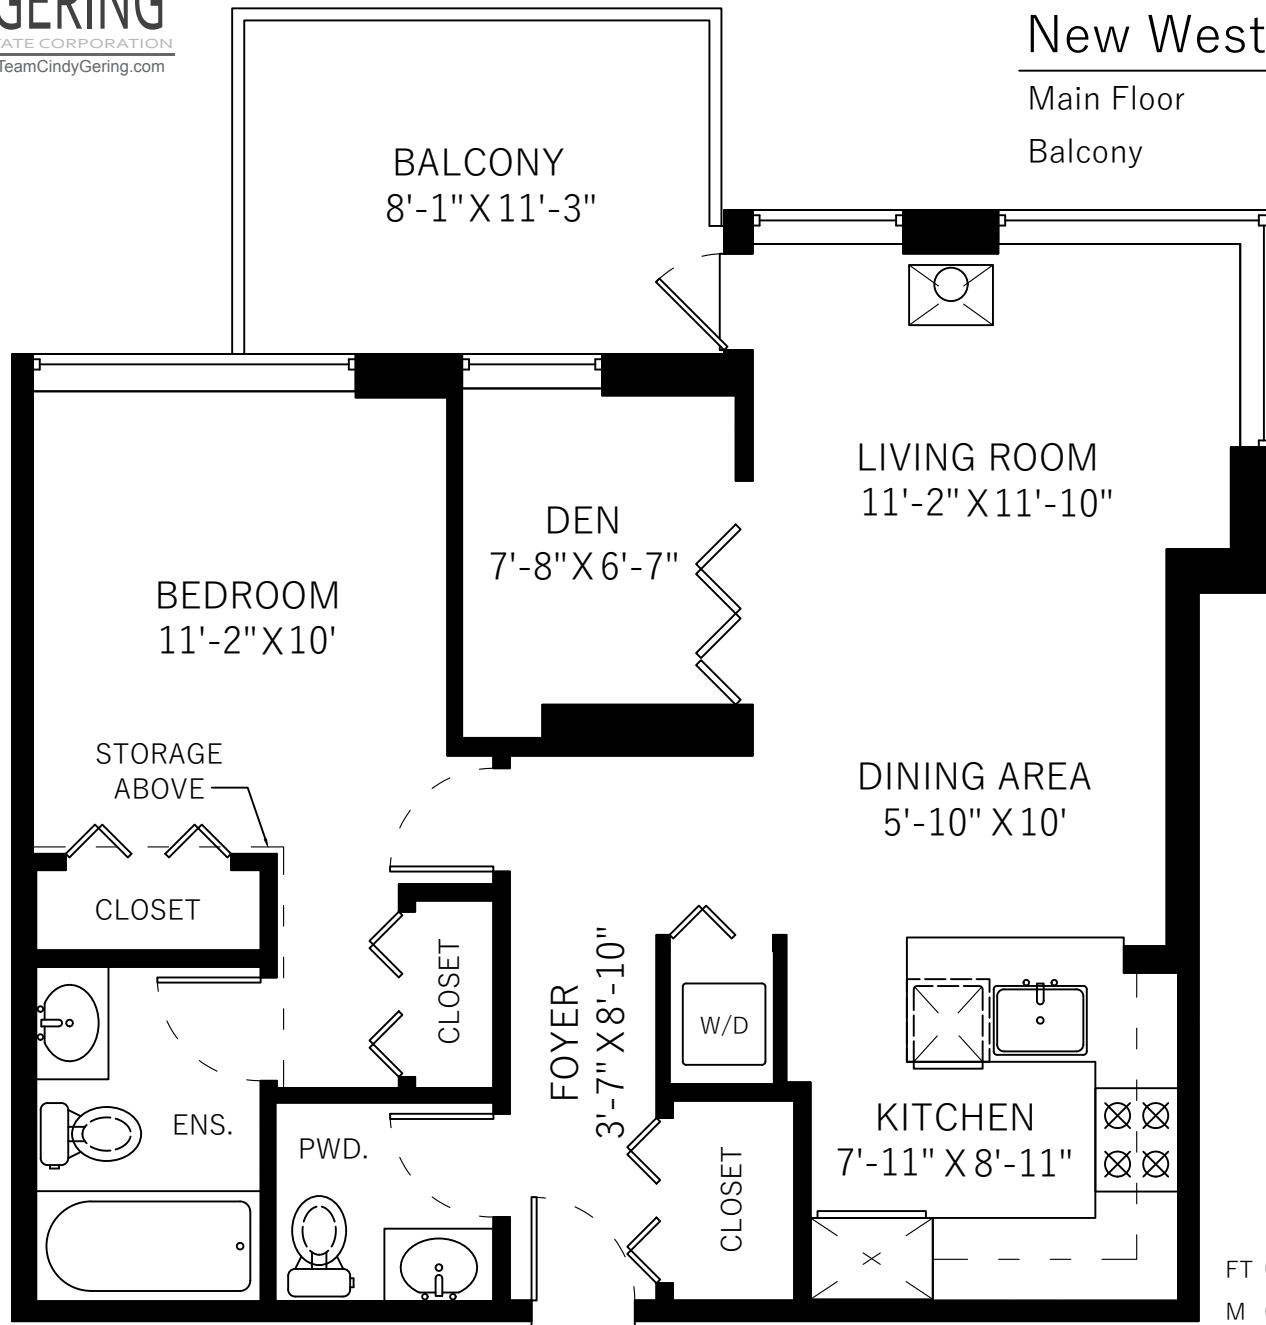 GERING
ATE CORPORATION
TeamCindyGering.com
New West
Main Floor
Balcony
BALCONY
8'-1" X 11'-3"
LIVING ROOM
11'-2" X 11'-10"
DEN
7'-8" X 6'-7"
BEDROOM
11'-2" X 10'
STORAGE
ABOVE
DINING AREA
5'-10" X 10'
CLOSET
CLOSET
FOYER
3'-7" X 8'-10"
W/D
ENS.
PWD.
CLOSET
KITCHEN
7'-11" X 8'-11"
FT
M